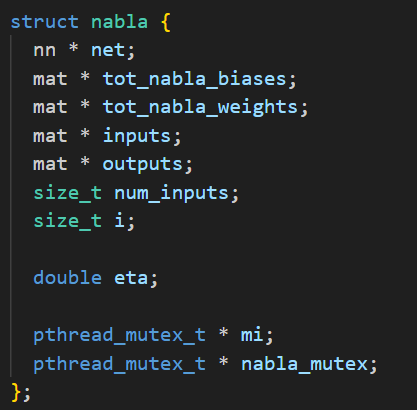 struct nabla {
  nn * net;
  mat * tot_nabla_biases;
  mat * tot_nabla_weights;
  mat * inputs;
  mat * outputs;
  size_t num_inputs;
  size_t i;

  double eta;

  pthread_mutex_t * mi;
  pthread_mutex_t * nabla_mutex;
};